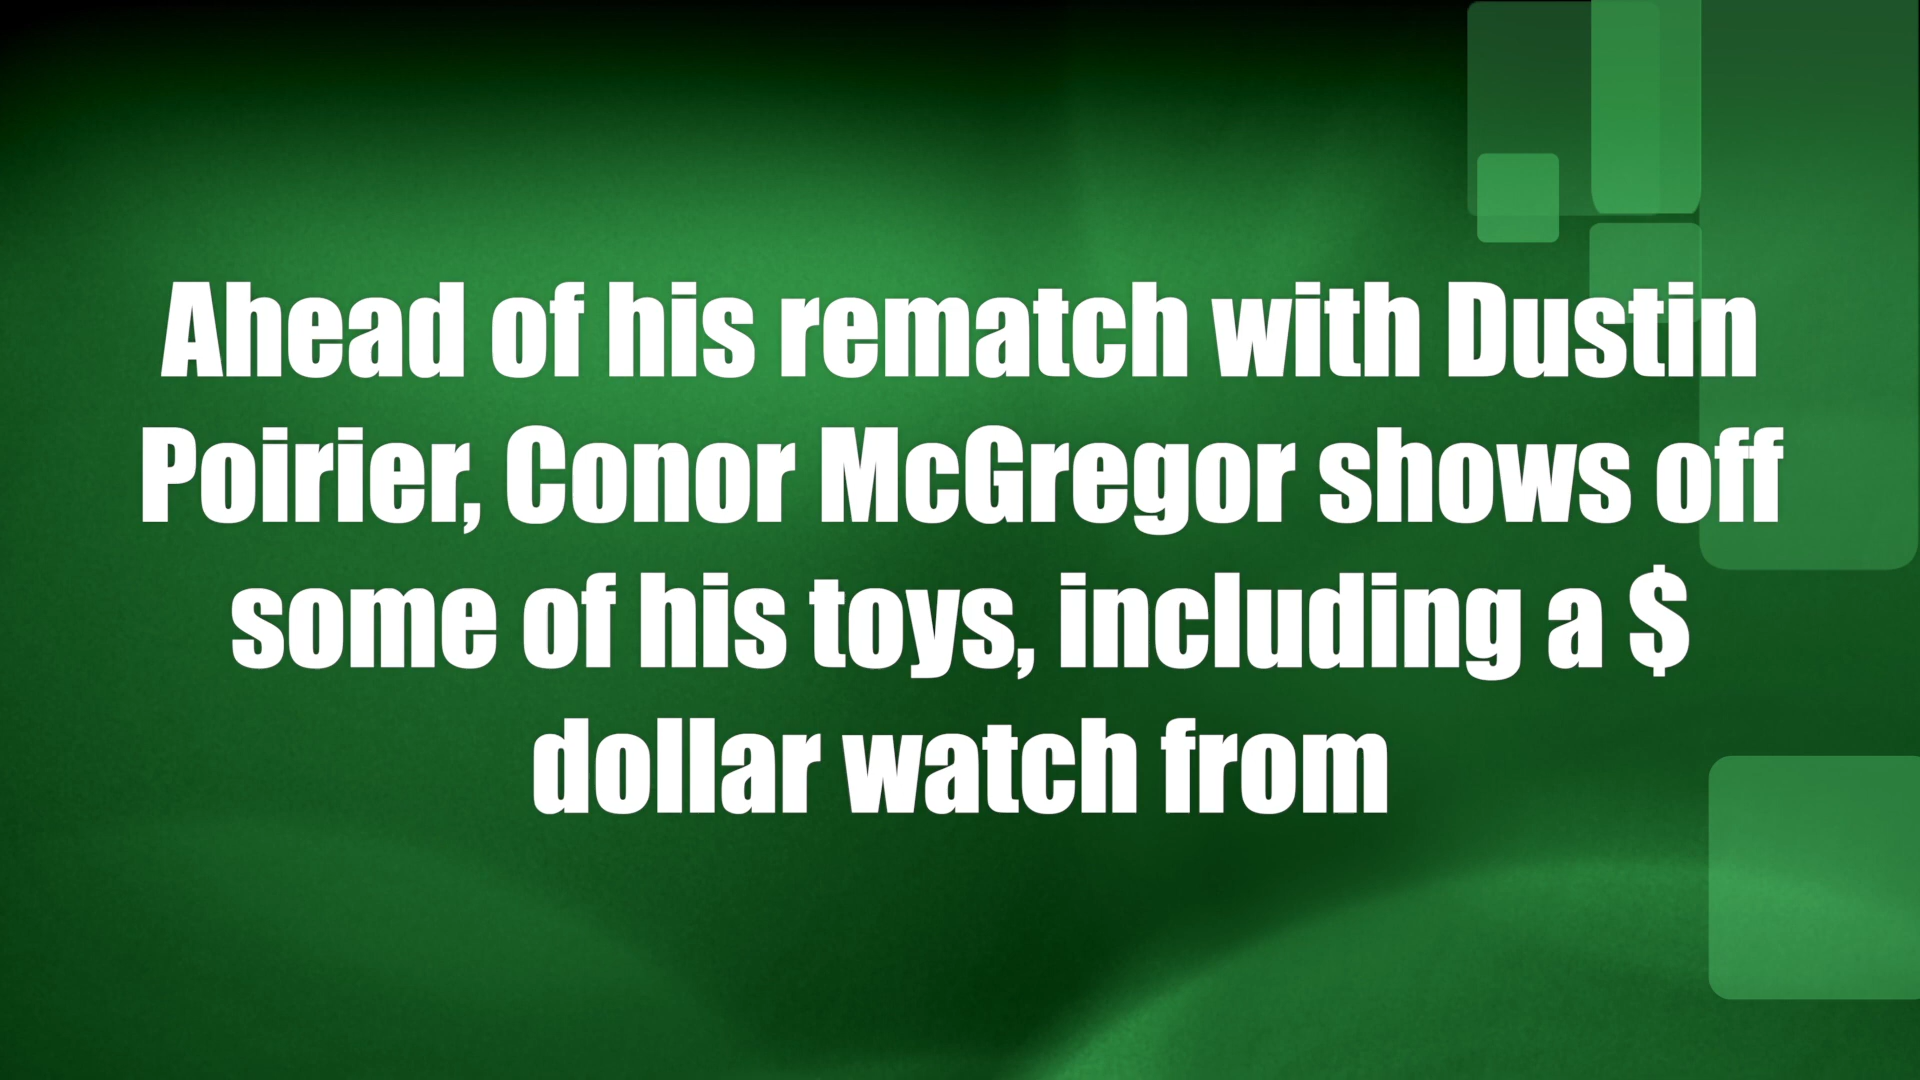 Ahead of his rematch with Dustin
Poirier, Conor McGregor shows off
some of his toys, including a $
dollar watch from